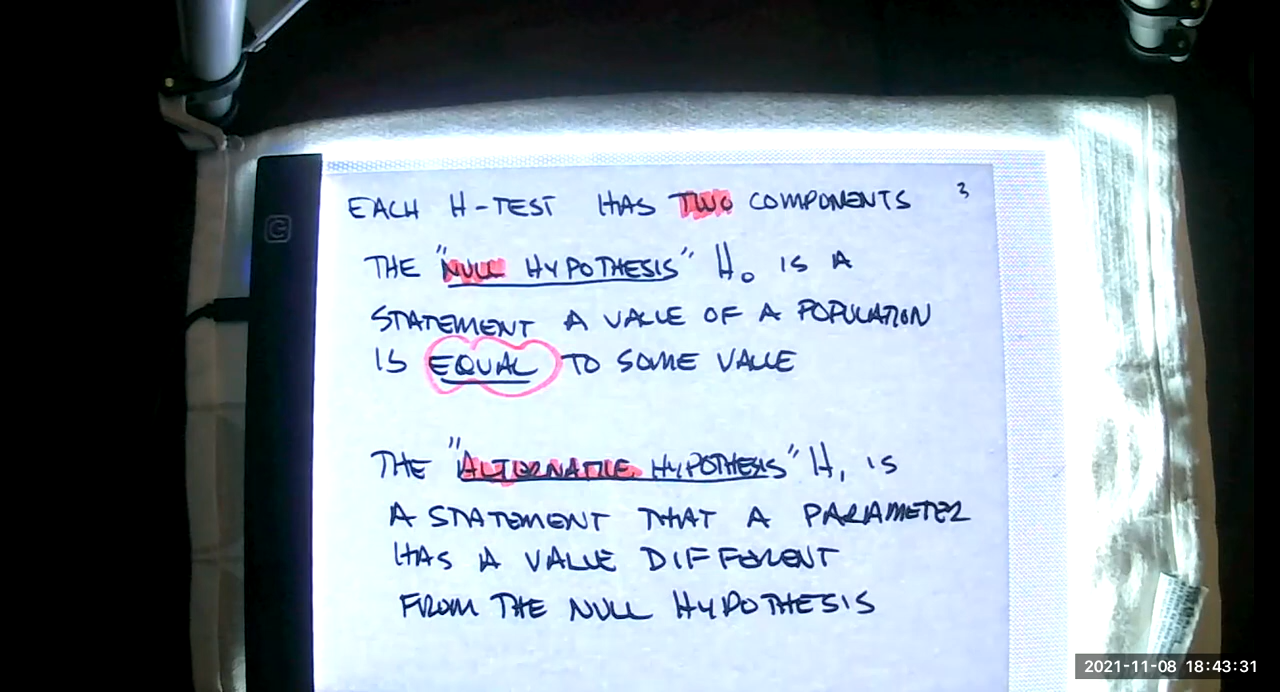 EACH H-TEST HAS TWO COMPONENTS 3
THE "NULL HYPOTHESIS" H₀ IS A
STATEMENT A VALUE OF A POPULATION
IS EQUAL TO SOME VALUE
THE "ALTERNATIVE HYPOTHESIS" H₁ IS
A STATEMENT THAT A PARAMETER
HAS A VALUE DIFFERENT
FROM THE NULL HYPOTHESIS
2021-11-08 18:43:31